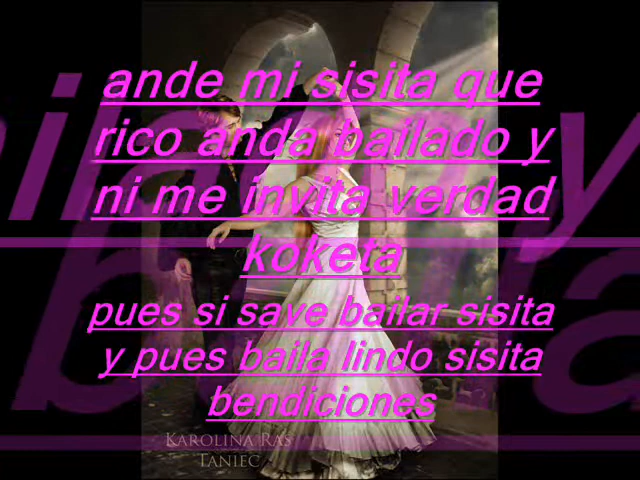 ande mi sisita que
rico anda bailado y
ni me invita verdad
koketa
pues si save bailar sisita
y pues baila lindo sisita
bendiciones
Karolina Ras
Taniec